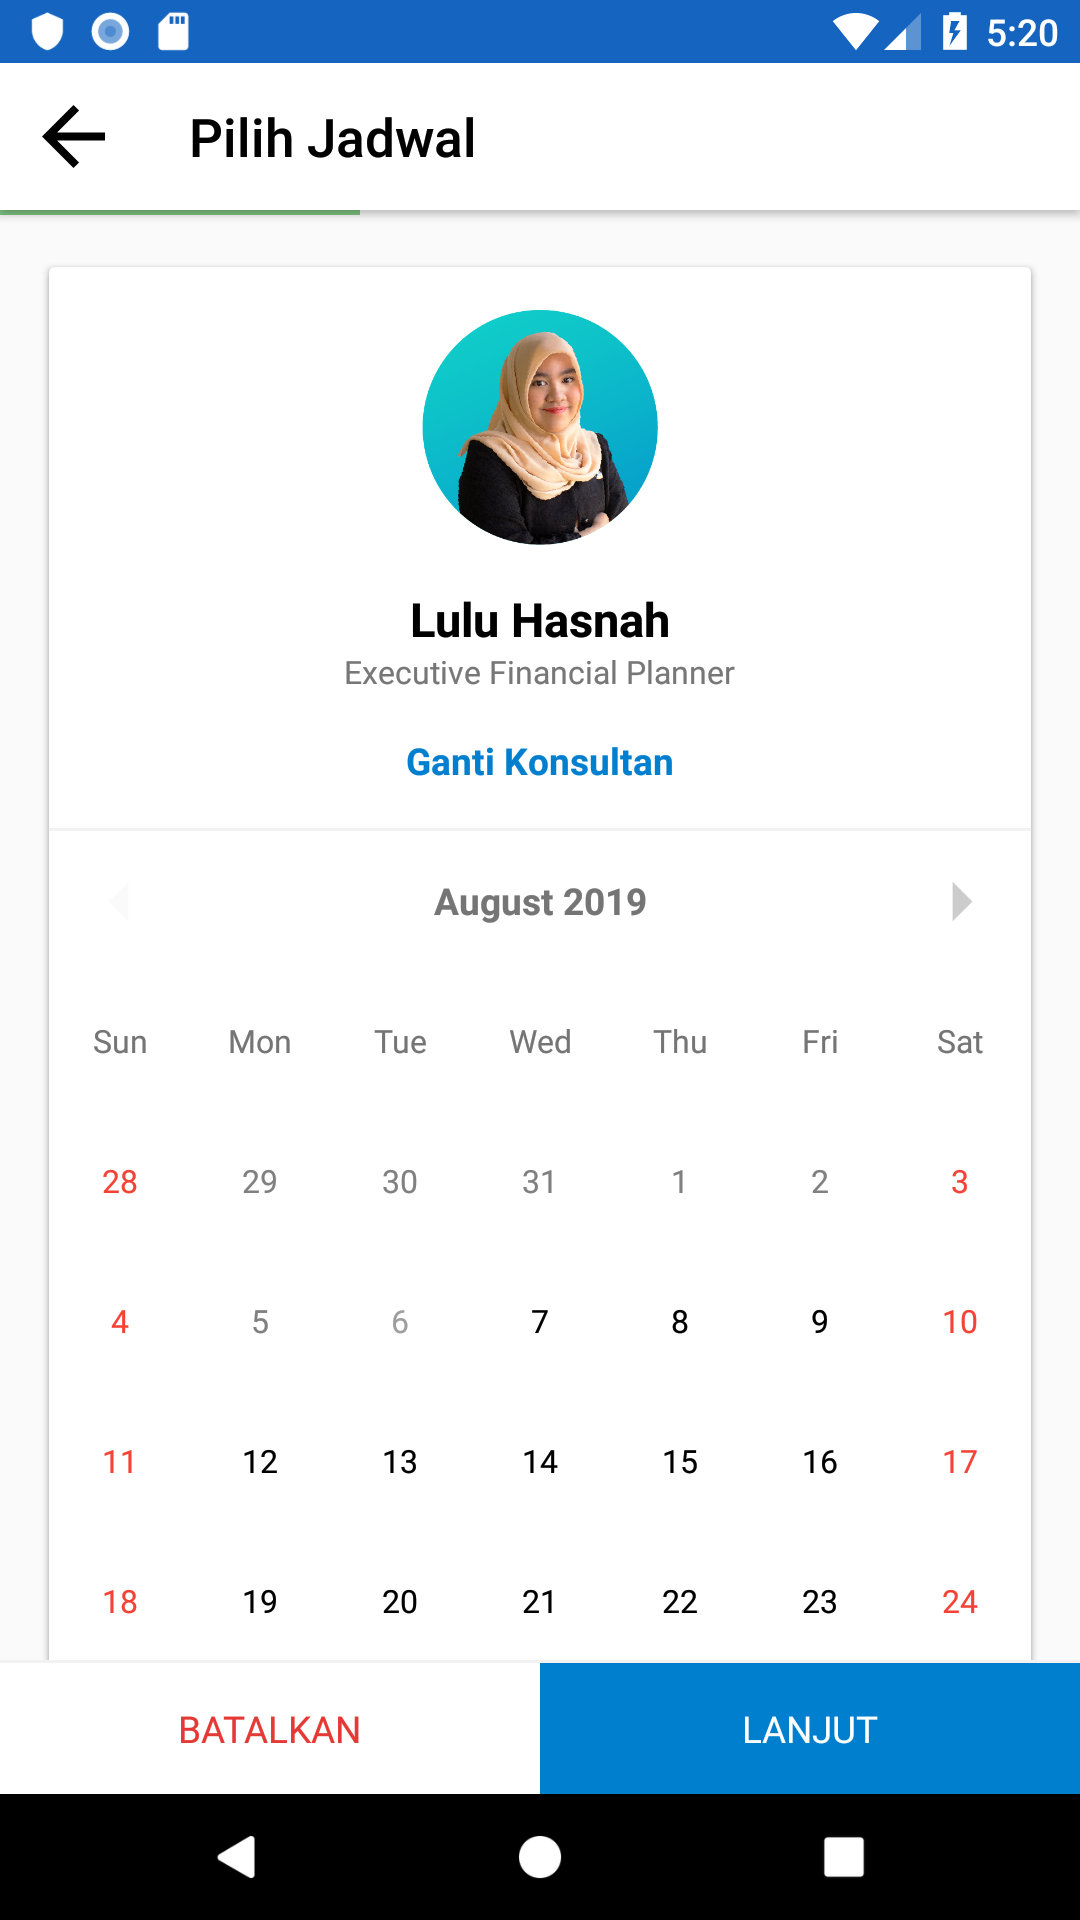 5:20
Pilih Jadwal
Lulu Hasnah
Executive Financial Planner
Ganti Konsultan
August 2019
Sun Mon Tue Wed Thu Fri Sat
28 29 30 31 1 2 3
4 5 6 7 8 9 10
11 12 13 14 15 16 17
18 19 20 21 22 23 24
BATALKAN LANJUT